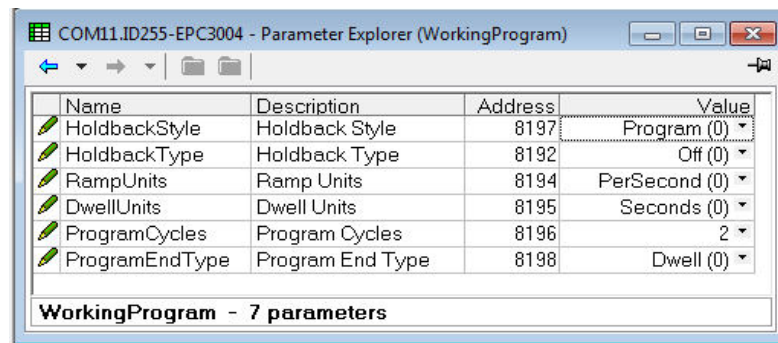 COM11.ID255-EPC3004 - Parameter Explorer (WorkingProgram)
Name Description Address Value
HoldbackStyle Holdback Style 8197 Program (0)
HoldbackType Holdback Type 8192 Off (0)
RampUnits Ramp Units 8194 PerSecond (0)
DwellUnits Dwell Units 8195 Seconds (0)
ProgramCycles Program Cycles 8196 2
ProgramEndType Program End Type 8198 Dwell (0)
WorkingProgram - 7 parameters